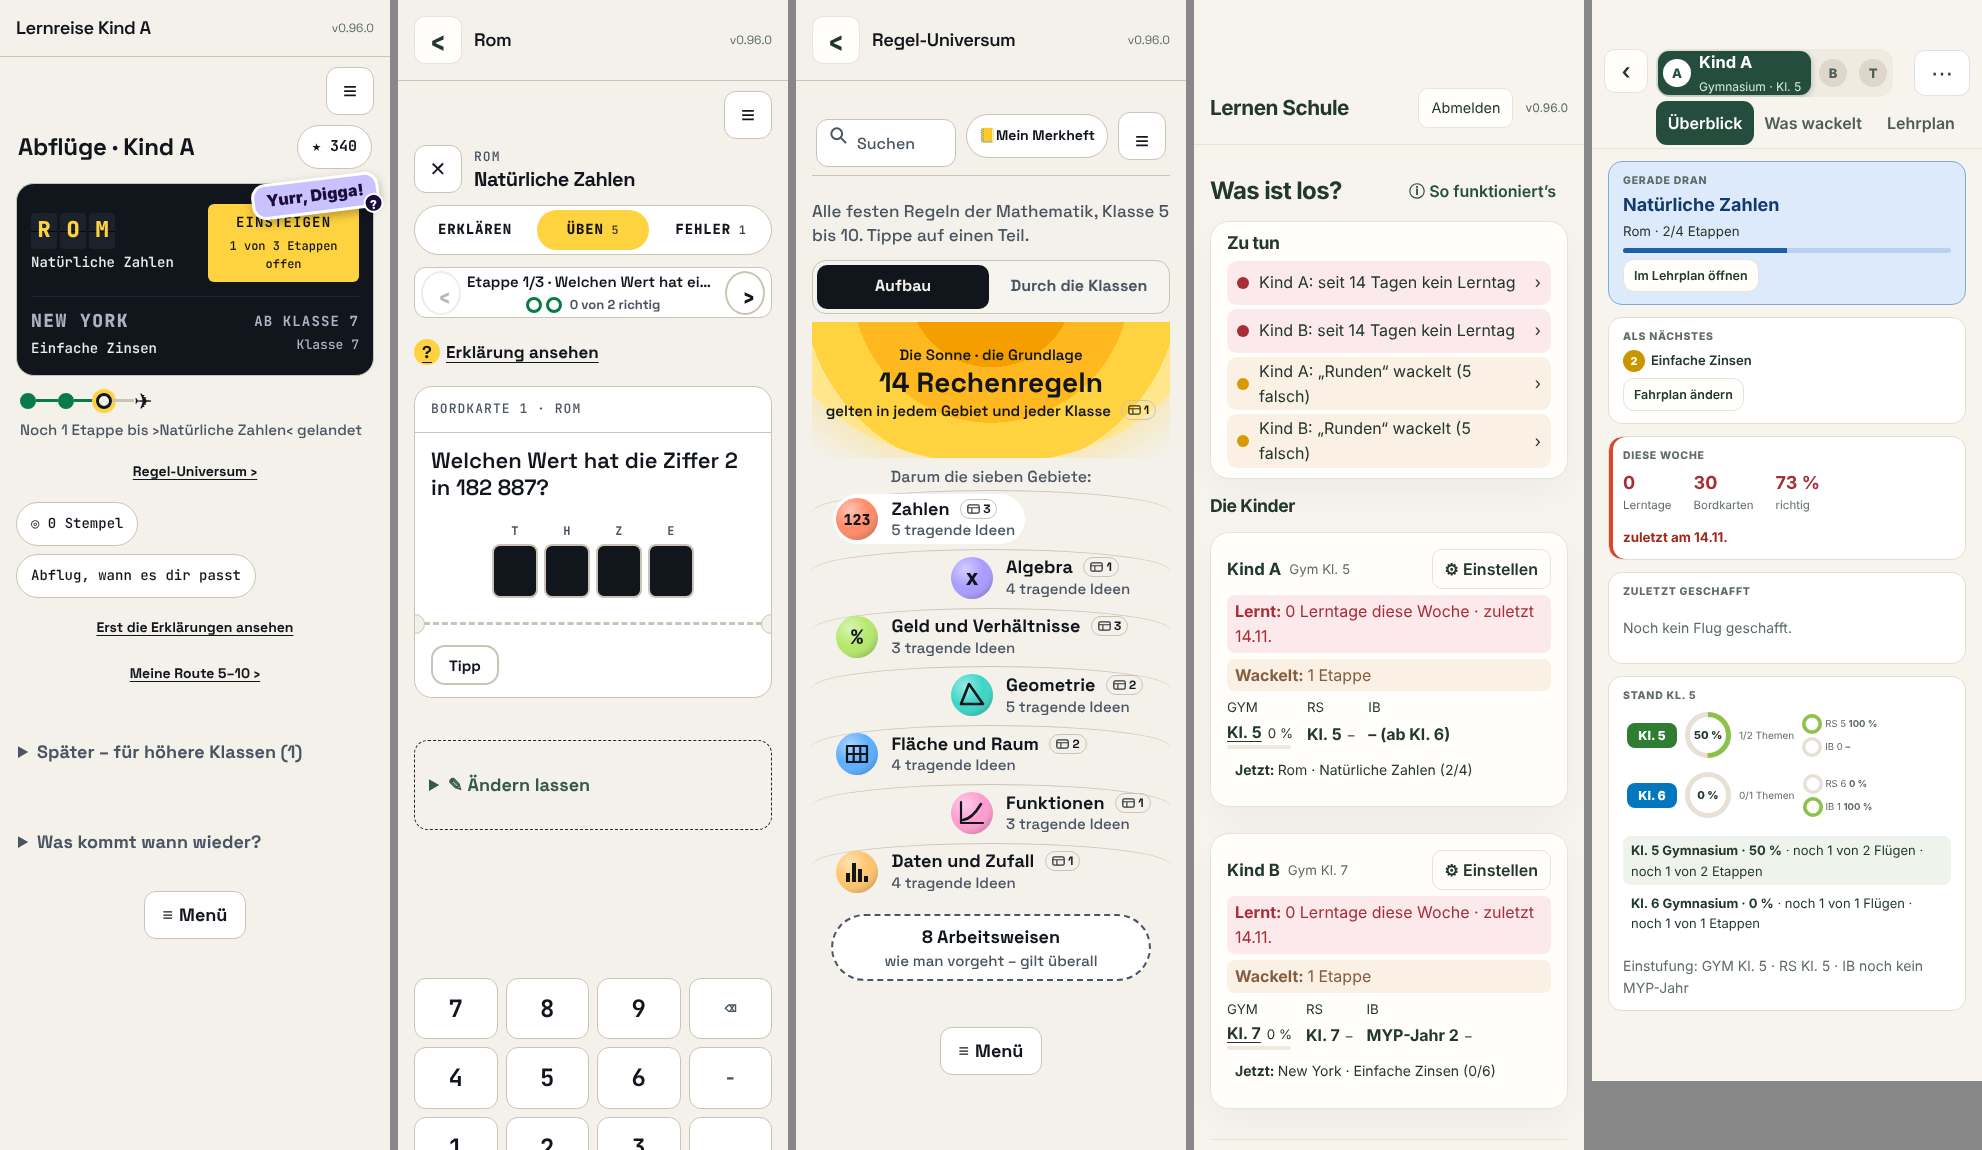 Lernreise Kind A
v0.96.0
≡
Abflüge · Kind A
★ 340
Yurr, Digga!
?
ROM
Natürliche Zahlen
EINSTEIGEN
1 von 3 Etappen
offen
NEW YORK
AB KLASSE 7
Einfache Zinsen
Klasse 7
Noch 1 Etappe bis ›Natürliche Zahlen‹ gelandet
Regel-Universum >
◎ 0 Stempel
Abflug, wann es dir passt
Erst die Erklärungen ansehen
Meine Route 5–10 >
▶ Später – für höhere Klassen (1)
▶ Was kommt wann wieder?
≡ Menü
<
Rom
v0.96.0
≡
✕
ROM
Natürliche Zahlen
ERKLÄREN
ÜBEN 5
FEHLER 1
<
Etappe 1/3 · Welchen Wert hat ei…
0 von 2 richtig
>
? Erklärung ansehen
BORDKARTE 1 · ROM
Welchen Wert hat die Ziffer 2
in 182 887?
T H Z E
Tipp
▶ ✎ Ändern lassen
7 8 9 ⌫
4 5 6 -
1 2 3
<
Regel-Universum
v0.96.0
Suchen
Mein Merkheft
≡
Alle festen Regeln der Mathematik, Klasse 5
bis 10. Tippe auf einen Teil.
Aufbau
Durch die Klassen
Die Sonne · die Grundlage
14 Rechenregeln
gelten in jedem Gebiet und jeder Klasse 1
Darum die sieben Gebiete:
123
Zahlen 3
5 tragende Ideen
x
Algebra 1
4 tragende Ideen
%
Geld und Verhältnisse 3
3 tragende Ideen
Geometrie 2
5 tragende Ideen
Fläche und Raum 2
4 tragende Ideen
Funktionen 1
3 tragende Ideen
Daten und Zufall 1
4 tragende Ideen
8 Arbeitsweisen
wie man vorgeht – gilt überall
≡ Menü
Lernen Schule
Abmelden
v0.96.0
Was ist los?
ⓘ So funktioniert's
Zu tun
Kind A: seit 14 Tagen kein Lerntag ›
Kind B: seit 14 Tagen kein Lerntag ›
Kind A: „Runden“ wackelt (5
falsch) ›
Kind B: „Runden“ wackelt (5
falsch) ›
Die Kinder
Kind A Gym Kl. 5
⚙ Einstellen
Lernt: 0 Lerntage diese Woche · zuletzt
14.11.
Wackelt: 1 Etappe
GYM RS IB
Kl. 5 0 % Kl. 5 – – (ab Kl. 6)
Jetzt: Rom · Natürliche Zahlen (2/4)
Kind B Gym Kl. 7
⚙ Einstellen
Lernt: 0 Lerntage diese Woche · zuletzt
14.11.
Wackelt: 1 Etappe
GYM RS IB
Kl. 7 0 % Kl. 7 – MYP-Jahr 2 –
Jetzt: New York · Einfache Zinsen (0/6)
‹
A
Kind A
Gymnasium · Kl. 5
B
T
⋯
Überblick
Was wackelt
Lehrplan
GERADE DRAN
Natürliche Zahlen
Rom · 2/4 Etappen
Im Lehrplan öffnen
ALS NÄCHSTES
2 Einfache Zinsen
Fahrplan ändern
DIESE WOCHE
0 30 73 %
Lerntage Bordkarten richtig
zuletzt am 14.11.
ZULETZT GESCHAFFT
Noch kein Flug geschafft.
STAND KL. 5
Kl. 5
50 %
1/2 Themen
RS 5 100 %
IB 0 –
Kl. 6
0 %
0/1 Themen
RS 6 0 %
IB 1 100 %
Kl. 5 Gymnasium · 50 % · noch 1 von 2 Flügen ·
noch 1 von 2 Etappen
Kl. 6 Gymnasium · 0 % · noch 1 von 1 Flügen ·
noch 1 von 1 Etappen
Einstufung: GYM Kl. 5 · RS Kl. 5 · IB noch kein
MYP-Jahr